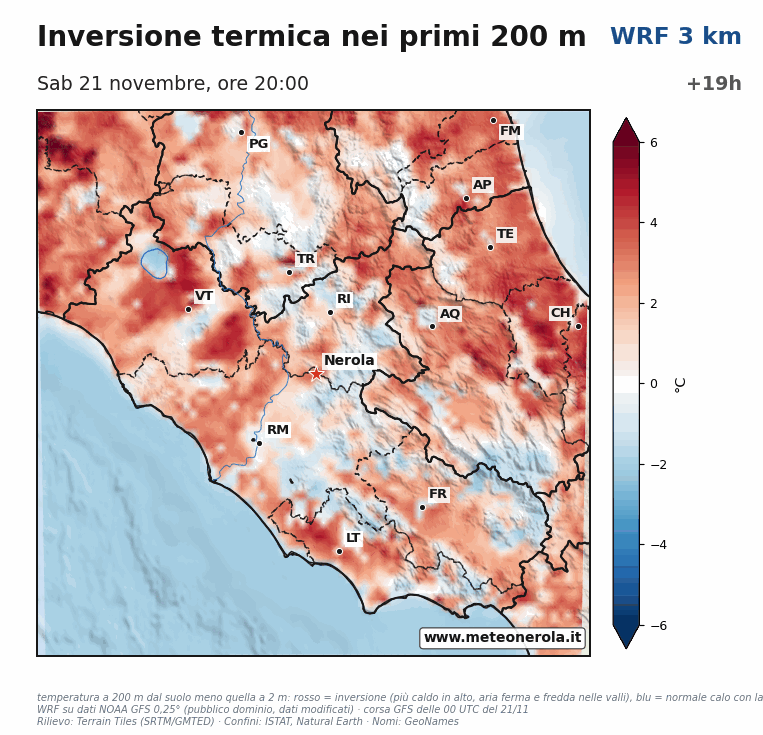 Inversione termica nei primi 200 m
WRF 3 km
Sab 21 novembre, ore 20:00
+19h
FM
PG
AP
TE
TR
VT
RI
AQ
CH
Nerola
RM
FR
LT
www.meteonerola.it
6
4
2
0
−2
−4
−6
°C
temperatura a 200 m dal suolo meno quella a 2 m: rosso = inversione (più caldo in alto, aria ferma e fredda nelle valli), blu = normale calo con la
WRF su dati NOAA GFS 0,25° (pubblico dominio, dati modificati) · corsa GFS delle 00 UTC del 21/11
Rilievo: Terrain Tiles (SRTM/GMTED) · Confini: ISTAT, Natural Earth · Nomi: GeoNames